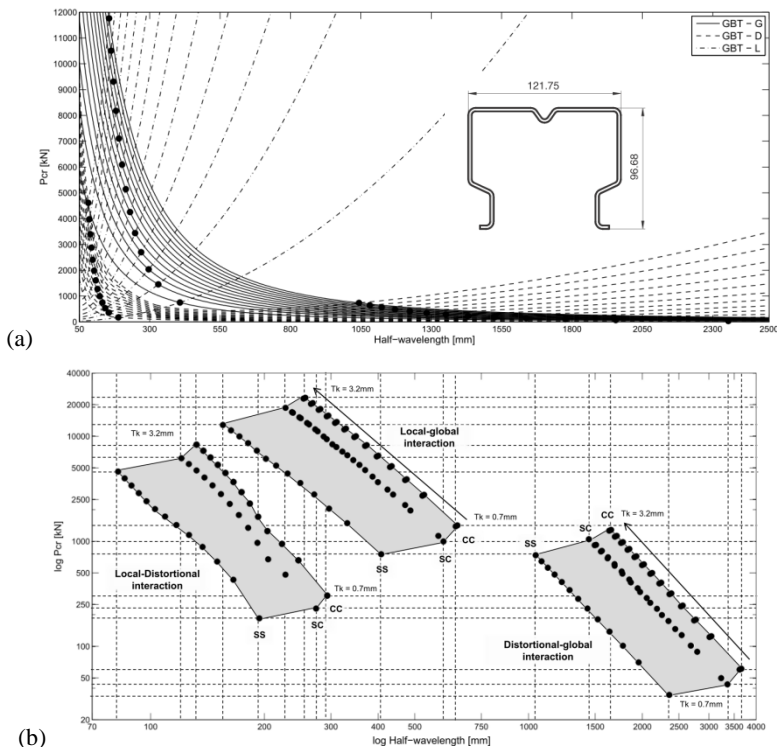 12000
11000
10000
9000
8000
7000
6000
5000
4000
3000
2000
1000
0
Pcr [kN]
GBT − G
GBT − D
GBT − L
121.75
96.68
50 300 550 800 1050 1300 1550 1800 2050 2300 2500
Half−wavelength [mm]
(a)
40000
20000
10000
5000
2500
1000
500
250
100
50
20
log Pcr [kN]
Tk = 3.2mm
Tk = 3.2mm
Local-global
interaction
Tk = 0.7mm
CC
SC
SS
Tk = 3.2mm
CC
SC
SS
Local-Distortional
interaction
Tk = 0.7mm
CC
SC
SS
Distortional-global
interaction
Tk = 0.7mm
100 200 300 400 500 750 1000 1500 2000 2500 3400 4000
log Half−wavelength [mm]
(b)